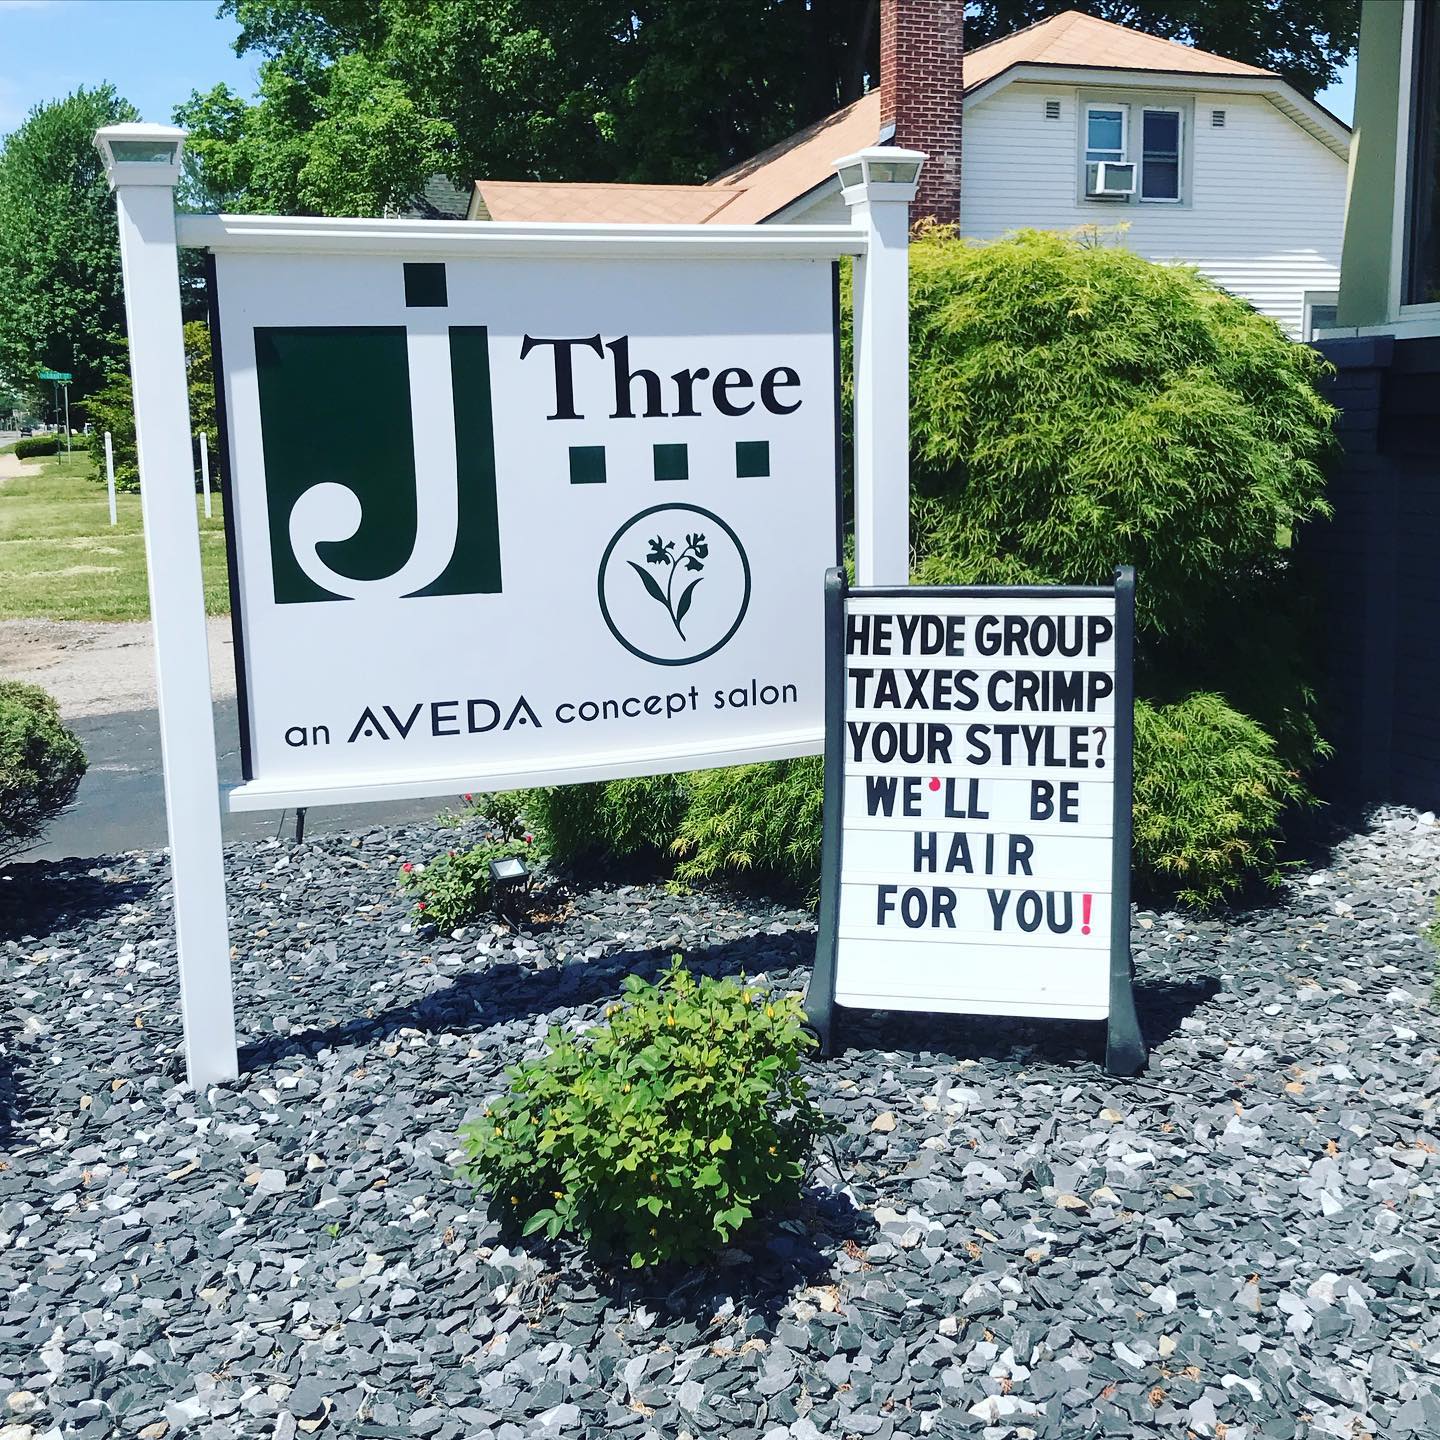 j Three
an AVEDA concept salon
HEYDE GROUP
TAXES CRIMP
YOUR STYLE?
WE'LL BE
HAIR
FOR YOU!